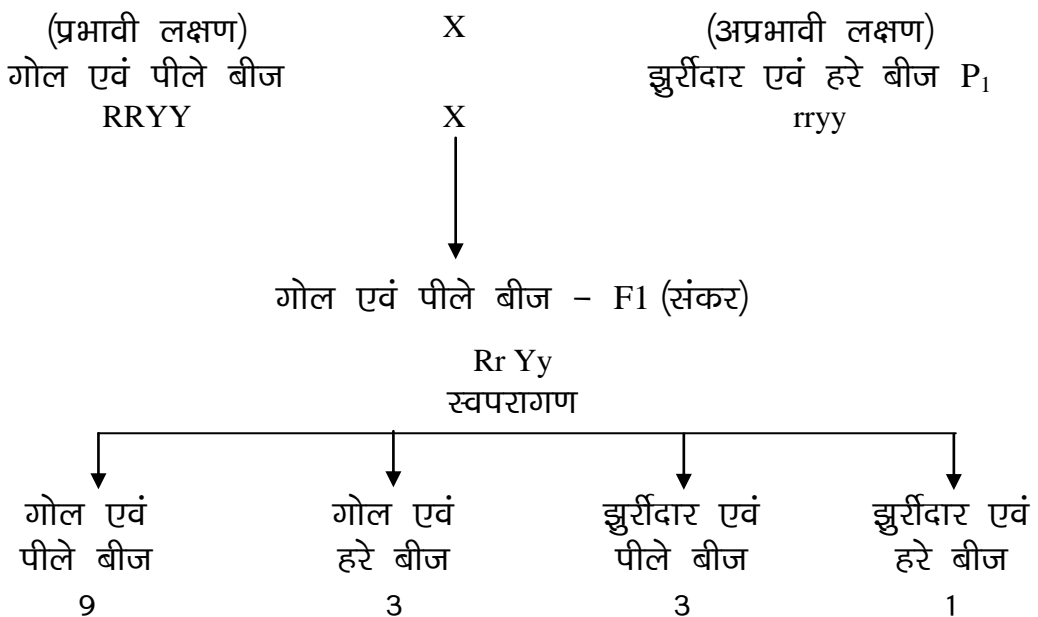 (प्रभावी लक्षण) X (अप्रभावी लक्षण)
गोल एवं पीले बीज झुर्रीदार एवं हरे बीज P₁
RRYY X rryy
गोल एवं पीले बीज – F1 (संकर)
Rr Yy
स्वपरागण
गोल एवं गोल एवं झुर्रीदार एवं झुर्रीदार एवं
पीले बीज हरे बीज पीले बीज हरे बीज
9 3 3 1